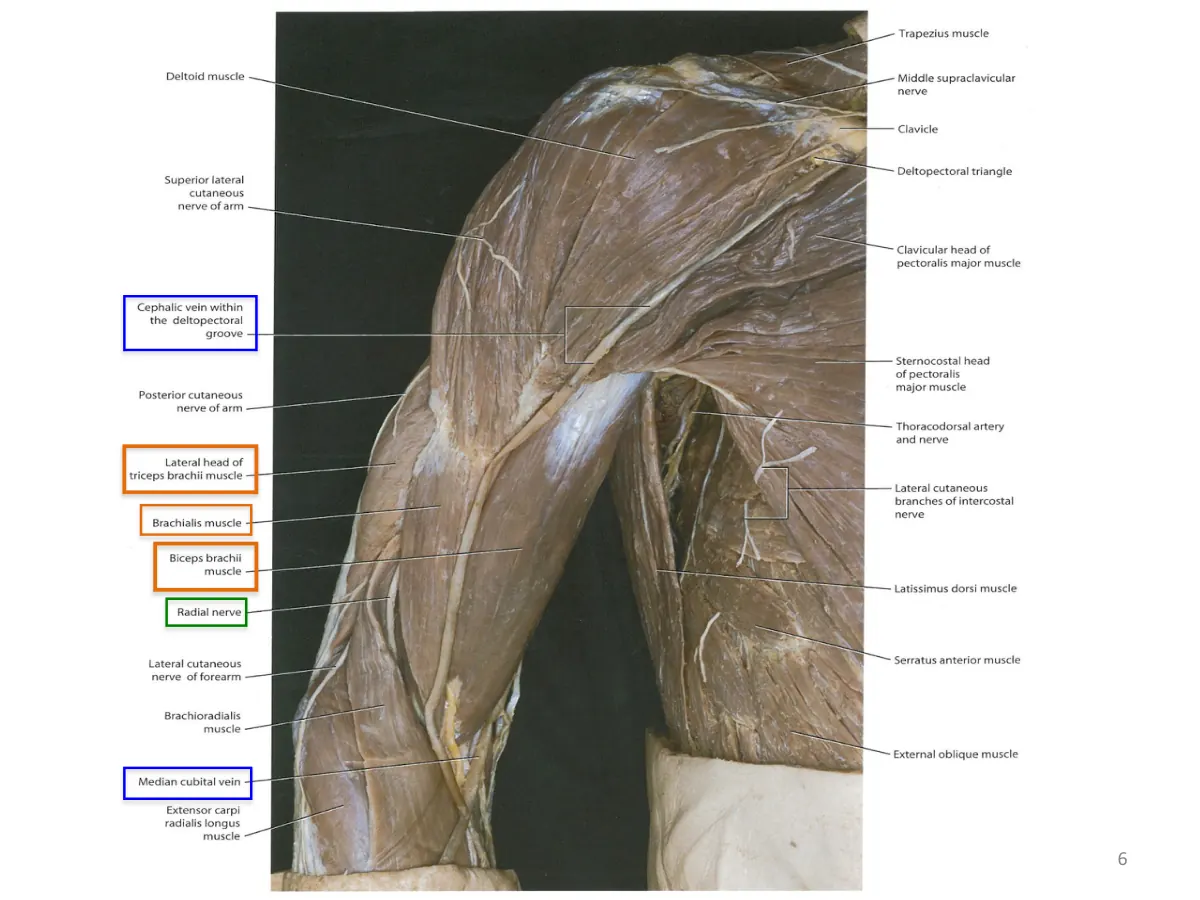 Deltoid muscle
Superior lateral
cutaneous
nerve of arm
Cephalic vein within
the deltopectoral
groove
Posterior cutaneous
nerve of arm
Lateral head of
triceps brachii muscle
Brachialis muscle
Biceps brachii
muscle
Radial nerve
Lateral cutaneous
nerve of forearm
Brachioradialis
muscle
Median cubital vein
Extensor carpi
radialis longus
muscle
Trapezius muscle
Middle supraclavicular
nerve
Clavicle
Deltopectoral triangle
Clavicular head of
pectoralis major muscle
Sternocostal head
of pectoralis
major muscle
Thoracodorsal artery
and nerve
Lateral cutaneous
branches of intercostal
nerve
Latissimus dorsi muscle
Serratus anterior muscle
External oblique muscle
6